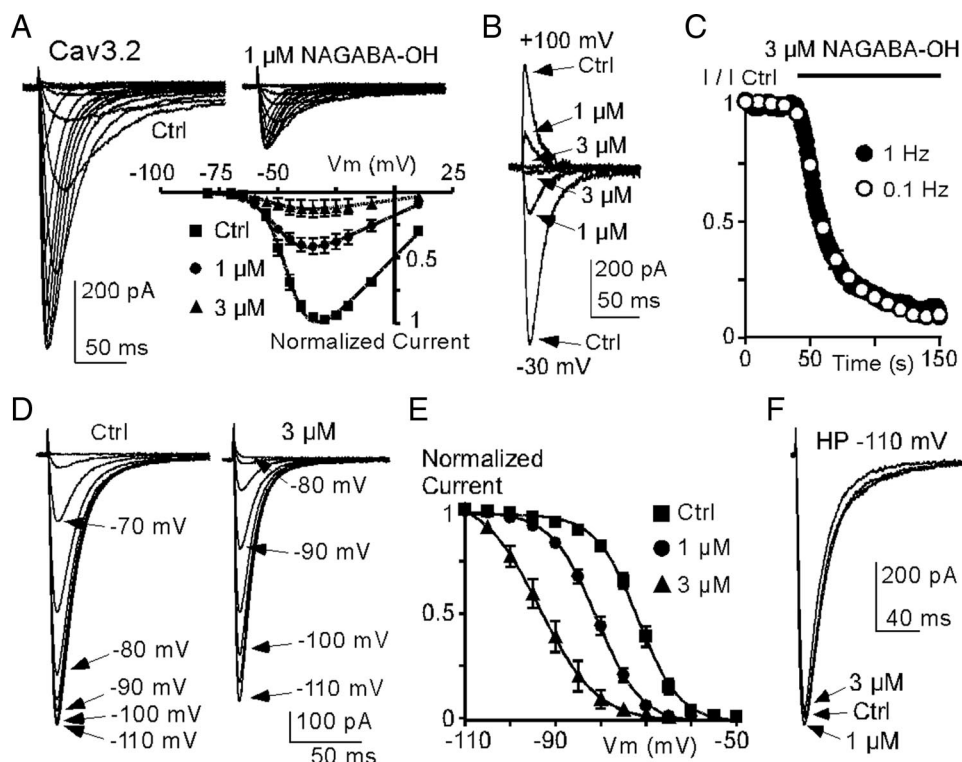 A
Cav3.2
1 µM NAGABA-OH
Ctrl
Vm (mV)
-100
-75
-50
25
Ctrl
1 µM
3 µM
0.5
1
Normalized Current
200 pA
50 ms
B
+100 mV
Ctrl
1 µM
3 µM
3 µM
1 µM
200 pA
50 ms
Ctrl
-30 mV
C
3 µM NAGABA-OH
I / I Ctrl
1
0.5
0
1 Hz
0.1 Hz
0
50
Time (s)
150
D
Ctrl
3 µM
-70 mV
-80 mV
-90 mV
-100 mV
-110 mV
-80 mV
-90 mV
-100 mV
-110 mV
100 pA
50 ms
E
Normalized
Current
1
0.5
0
Ctrl
1 µM
3 µM
-110
-90
Vm (mV)
-50
F
HP -110 mV
200 pA
40 ms
3 µM
Ctrl
1 µM